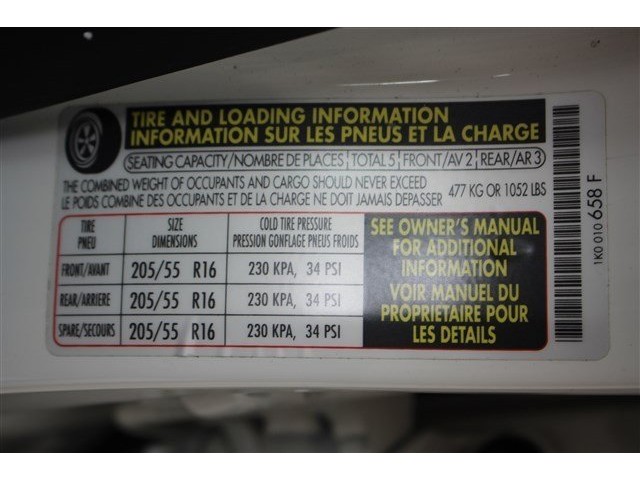 TIRE AND LOADING INFORMATION
INFORMATION SUR LES PNEUS ET LA CHARGE
SEATING CAPACITY/NOMBRE DE PLACES TOTAL 5 FRONT/AV 2 REAR/AR 3
THE COMBINED WEIGHT OF OCCUPANTS AND CARGO SHOULD NEVER EXCEED
LE POIDS COMBINE DES OCCUPANTS ET DE LA CHARGE NE DOIT JAMAIS DEPASSER 477 KG OR 1052 LBS
TIRE
PNEU
SIZE
DIMENSIONS
COLD TIRE PRESSURE
PRESSION GONFLAGE PNEUS FROIDS
FRONT/AVANT 205/55 R16 230 KPA, 34 PSI
REAR/ARRIERE 205/55 R16 230 KPA, 34 PSI
SPARE/SECOURS 205/55 R16 230 KPA, 34 PSI
SEE OWNER'S MANUAL
FOR ADDITIONAL
INFORMATION
VOIR MANUEL DU
PROPRIÉTAIRE POUR
LES DETAILS
1K0 010 658 F